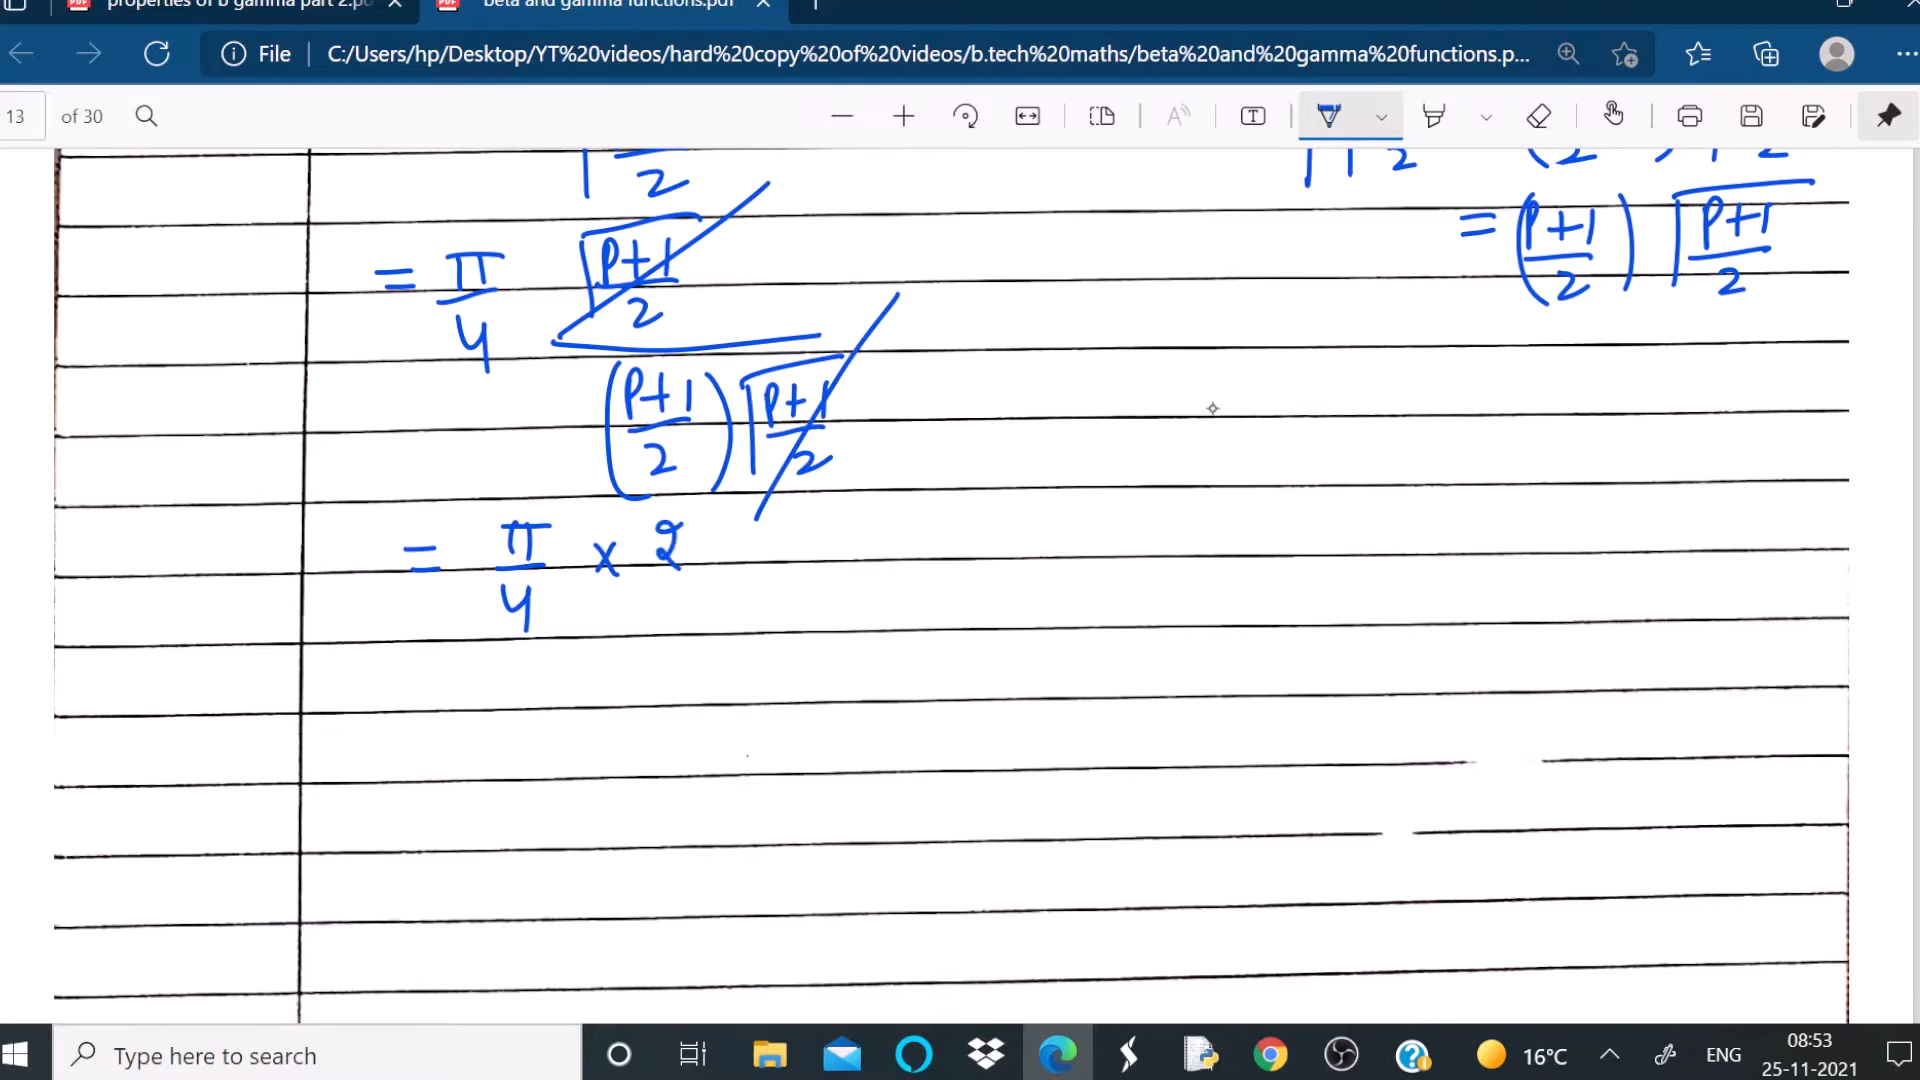 properties of b gamma part 2.pd
beta and gamma functions.pdf
File
C:/Users/hp/Desktop/YT%20videos/hard%20copy%20of%20videos/b.tech%20maths/beta%20and%20gamma%20functions.p...
13 of 30
2
= (P+1/2) Γ(P+1/2)
= π/4 Γ(P+1/2)
(P+1/2) Γ(P+1/2)
= π/4 × 2
Type here to search
16°C
ENG
08:53
25-11-2021